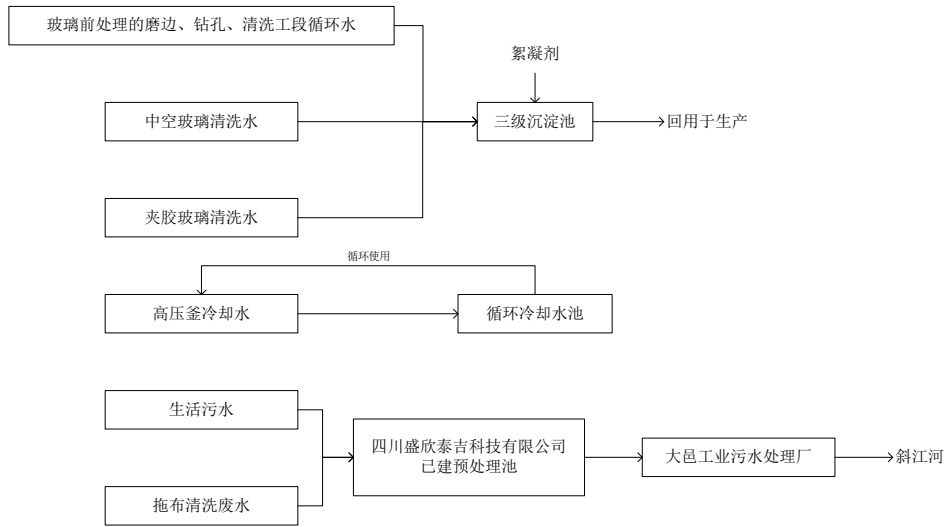 玻璃前处理的磨边、钻孔、清洗工段循环水
絮凝剂
中空玻璃清洗水
三级沉淀池
回用于生产
夹胶玻璃清洗水
循环使用
高压釜冷却水
循环冷却水池
生活污水
四川盛欣泰吉科技有限公司
已建预处理池
大邑工业污水处理厂
斜江河
拖布清洗废水